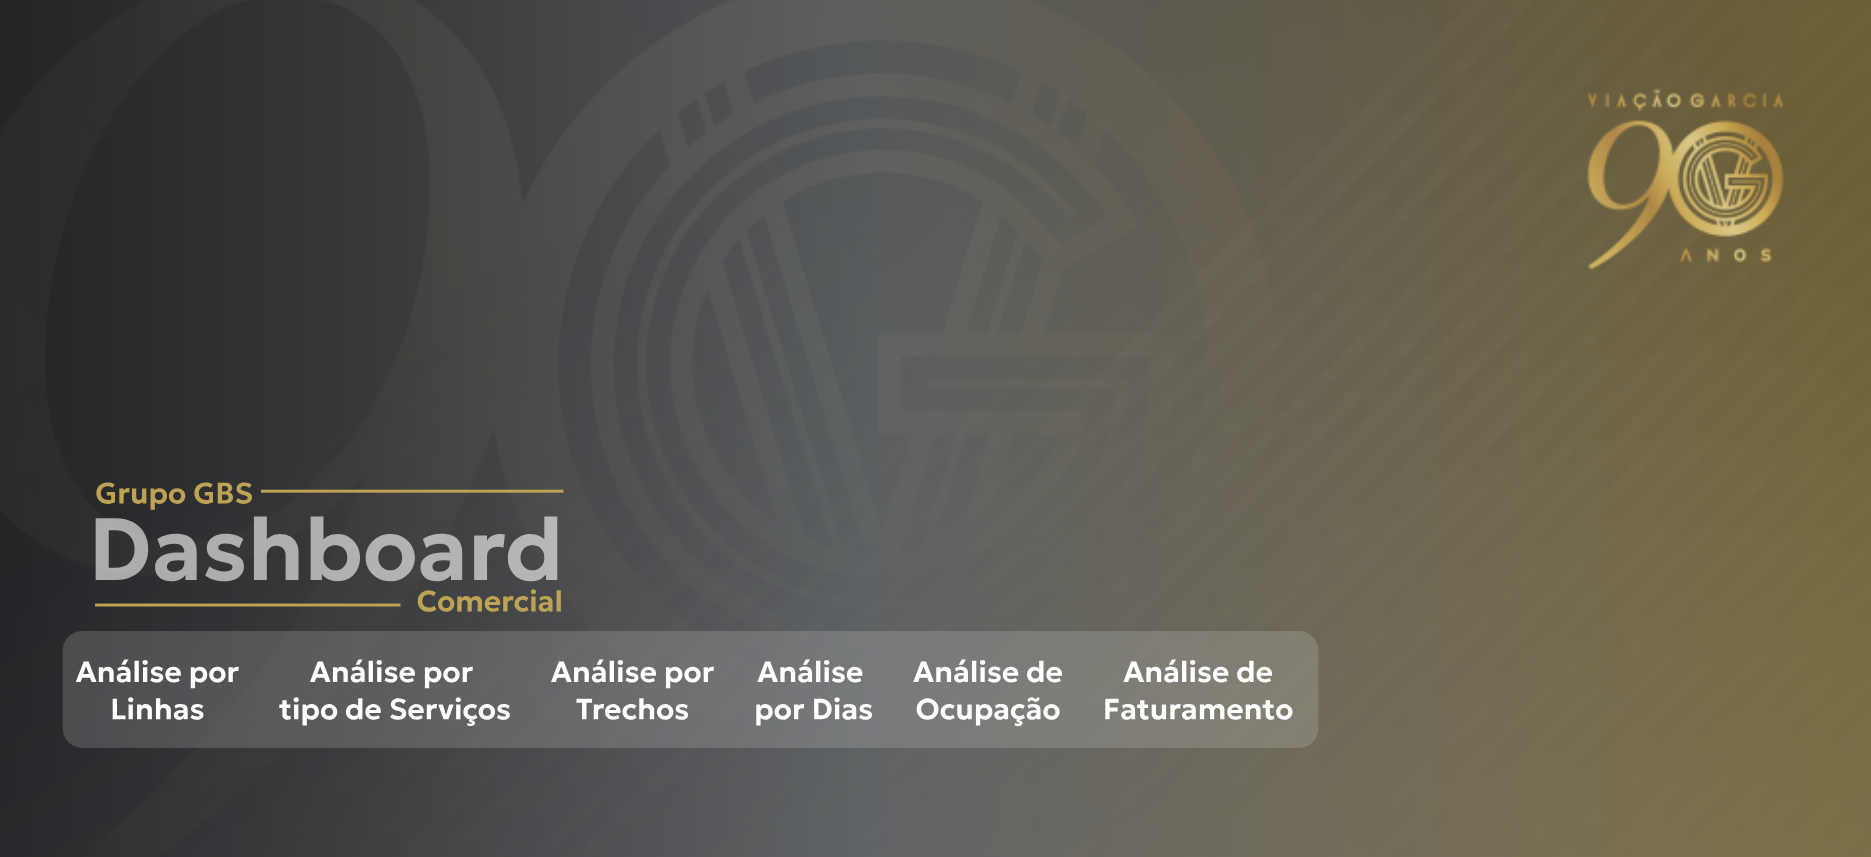 VIAÇÃO GARCIA
90
ANOS
Grupo GBS
Dashboard
Comercial
Análise por
Linhas
Análise por
tipo de Serviços
Análise por
Trechos
Análise
por Dias
Análise de
Ocupação
Análise de
Faturamento